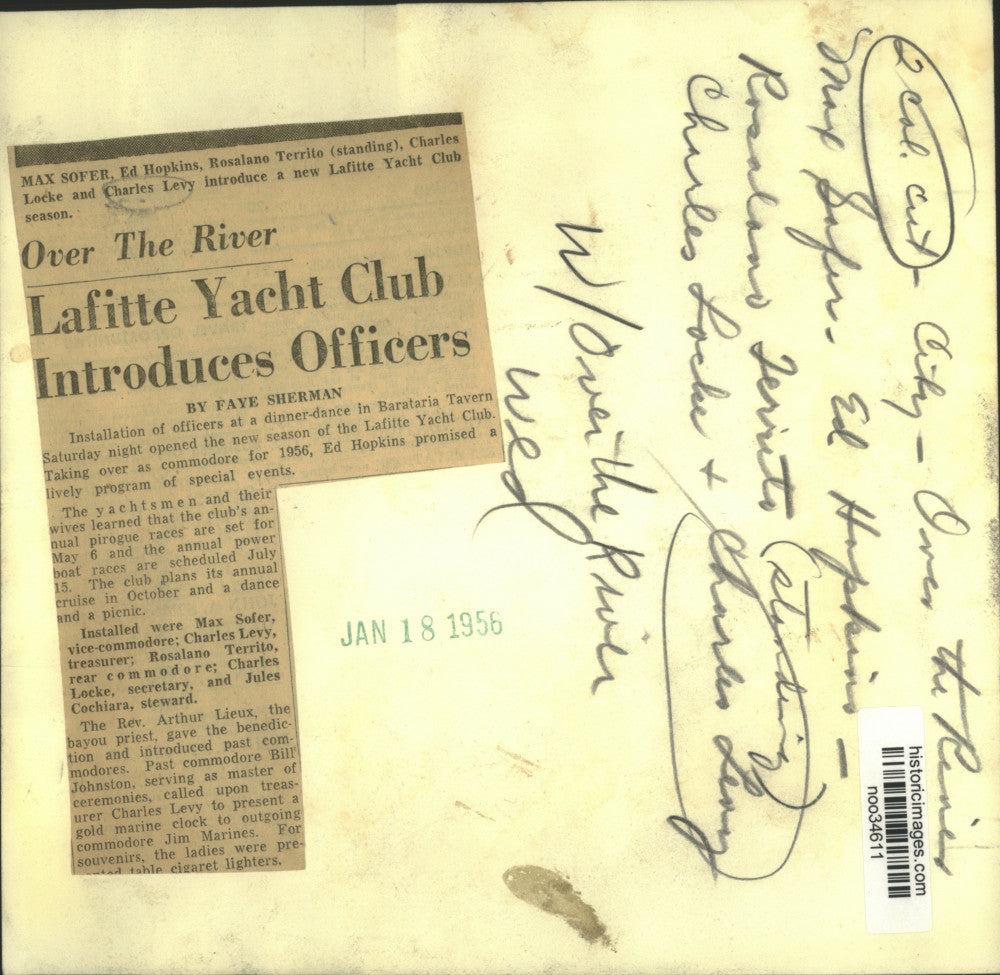 MAX SOFER, Ed Hopkins, Rosalano Territo (standing), Charles
Locke and Charles Levy introduce a new Lafitte Yacht Club
season.
Over The River
Lafitte Yacht Club
Introduces Officers
BY FAYE SHERMAN
Installation of officers at a dinner-dance in Barataria Tavern
Saturday night opened the new season of the Lafitte Yacht Club.
Taking over as commodore for 1956, Ed Hopkins promised a
lively program of special events.
The yachtsmen and their
wives learned that the club's an-
nual pirogue races are set for
May 6 and the annual power
boat races are scheduled July
15. The club plans its annual
cruise in October and a dance
and a picnic.
Installed were Max Sofer,
vice-commodore; Charles Levy,
treasurer; Rosalano Territo,
rear commodore; Charles
Locke, secretary, and Jules
Cochiara, steward.
The Rev. Arthur Lieux, the
bayou priest, gave the benedic-
tion and introduced past com-
modores. Past commodore Bill
Johnston, serving as master of
ceremonies, called upon treas-
urer Charles Levy to present a
gold marine clock to outgoing
commodore Jim Marines. For
souvenirs, the ladies were pre-
sented table cigaret lighters.
JAN 18 1956
2 col. cut - City - Over the River
Max Sofer - Ed Hopkins -
Rosalano Territo (standing)
Charles Locke + Charles Levy
W/Over the River
Wed
historicimages.com
noo34611